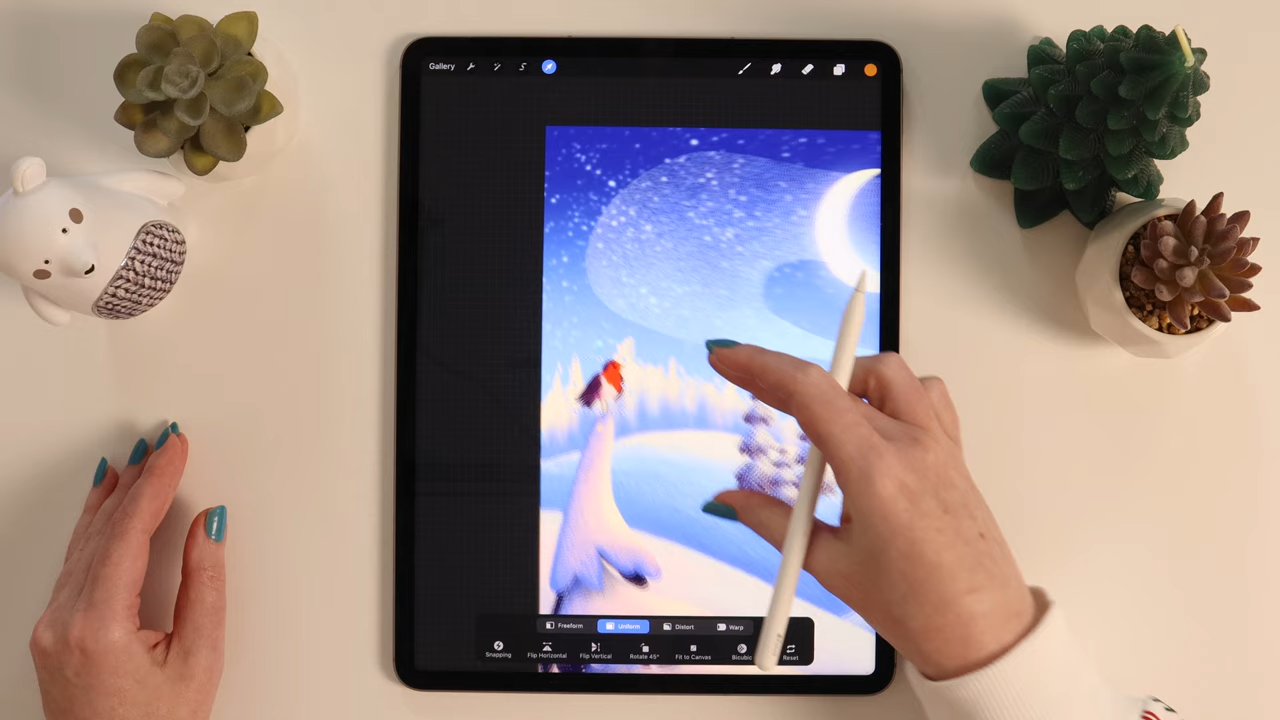 Gallery
Freeform Uniform Distort Warp
Snapping Flip Horizontal Flip Vertical Rotate 45° Fit to Canvas Bicubic Reset